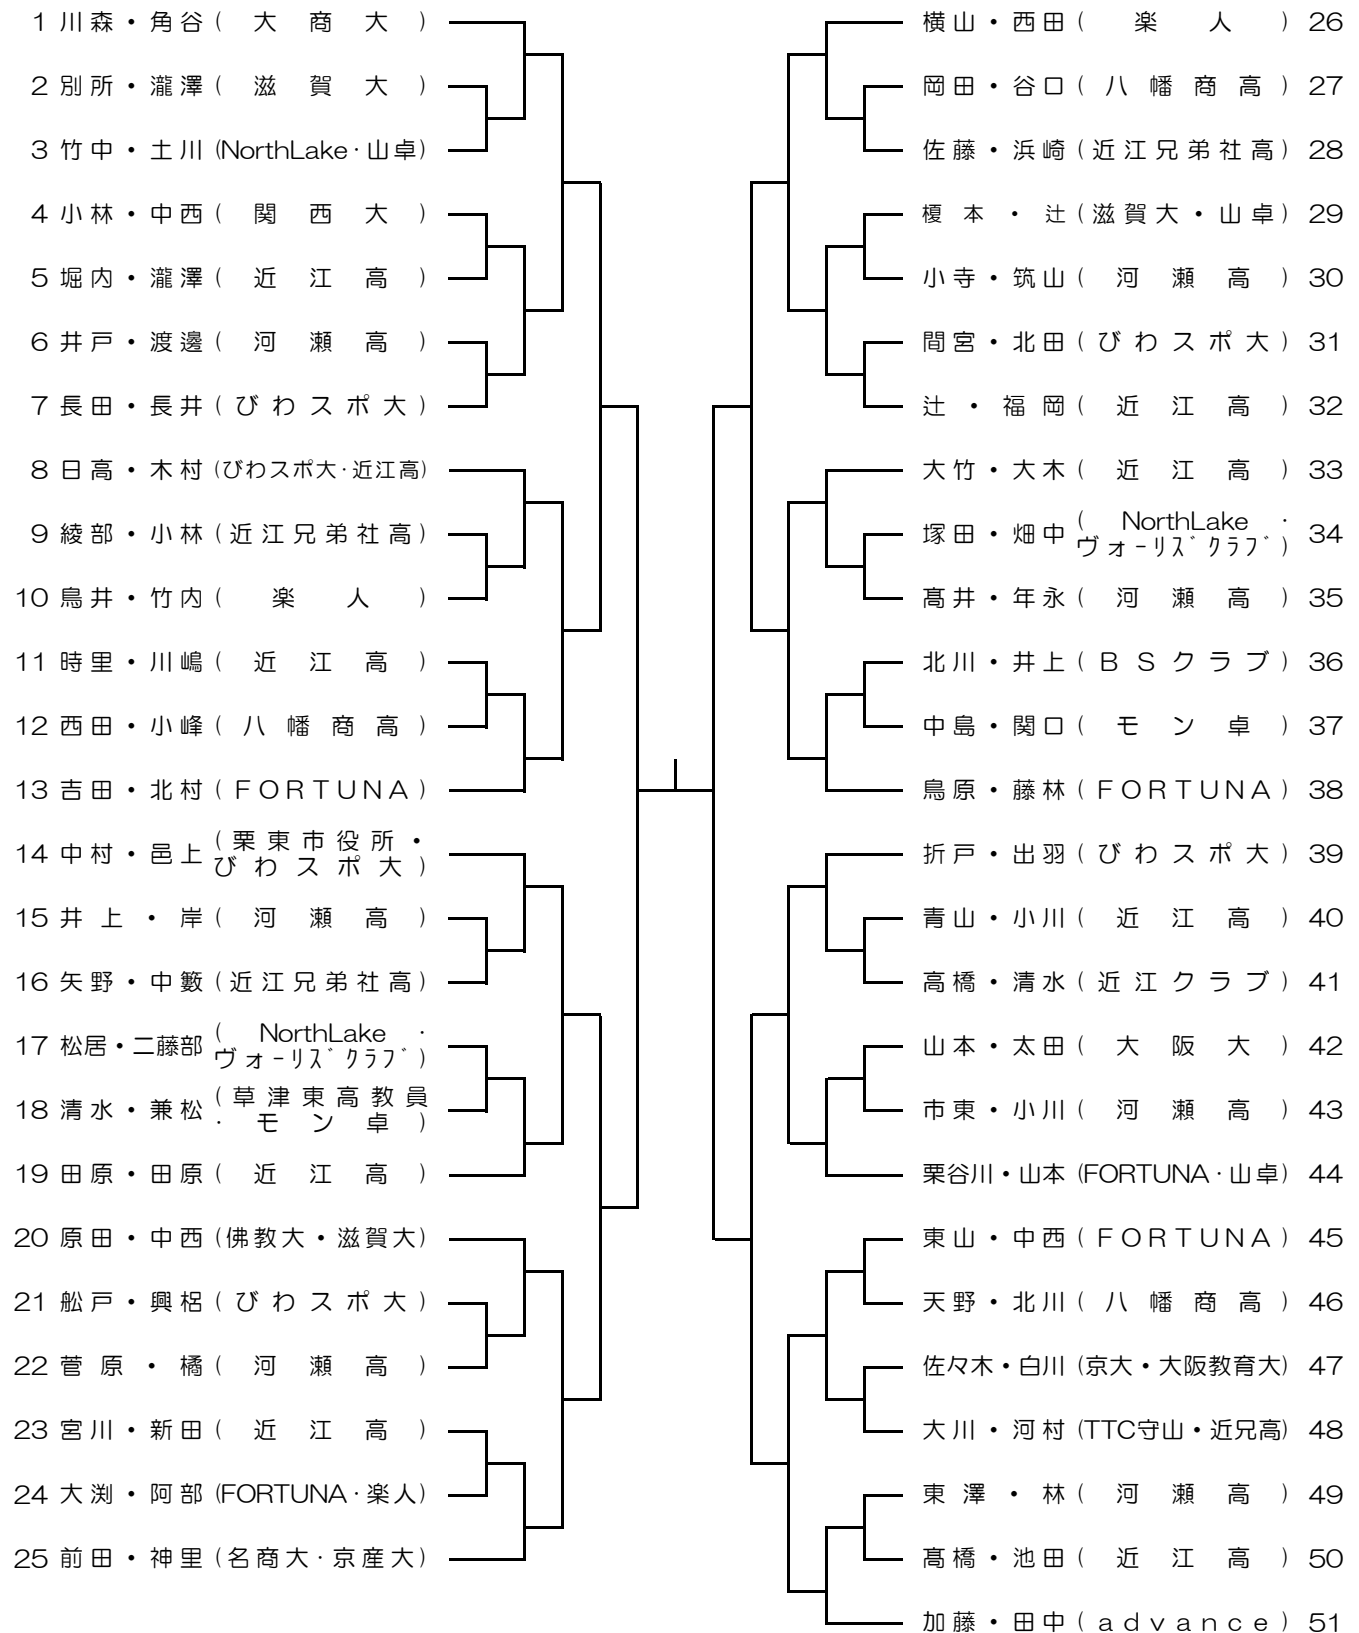 1 川森・角谷 (大商大)
2 別所・瀧澤 (滋賀大)
3 竹中・土川 (NorthLake・山卓)
4 小林・中西 (関西大)
5 堀内・瀧澤 (近江高)
6 井戸・渡邊 (河瀬高)
7 長田・長井 (びわスポ大)
8 日高・木村 (びわスポ大・近江高)
9 綾部・小林 (近江兄弟社高)
10 鳥井・竹内 (楽人)
11 時里・川嶋 (近江高)
12 西田・小峰 (八幡商高)
13 吉田・北村 (FORTUNA)
14 中村・邑上 (栗東市役所・
びわスポ大)
15 井上・岸 (河瀬高)
16 矢野・中籔 (近江兄弟社高)
17 松居・二藤部 (NorthLake・
ヴォーリズクラブ)
18 清水・兼松 (草津東高教員
・モン卓)
19 田原・田原 (近江高)
20 原田・中西 (佛教大・滋賀大)
21 舩戸・興梠 (びわスポ大)
22 菅原・橘 (河瀬高)
23 宮川・新田 (近江高)
24 大渕・阿部 (FORTUNA・楽人)
25 前田・神里 (名商大・京産大)
横山・西田 (楽人) 26
岡田・谷口 (八幡商高) 27
佐藤・浜崎 (近江兄弟社高) 28
榎本・辻 (滋賀大・山卓) 29
小寺・筑山 (河瀬高) 30
間宮・北田 (びわスポ大) 31
辻・福岡 (近江高) 32
大竹・大木 (近江高) 33
塚田・畑中 (NorthLake・
ヴォーリズクラブ) 34
髙井・年永 (河瀬高) 35
北川・井上 (BSクラブ) 36
中島・関口 (モン卓) 37
鳥原・藤林 (FORTUNA) 38
折戸・出羽 (びわスポ大) 39
青山・小川 (近江高) 40
高橋・清水 (近江クラブ) 41
山本・太田 (大阪大) 42
市東・小川 (河瀬高) 43
栗谷川・山本 (FORTUNA・山卓) 44
東山・中西 (FORTUNA) 45
天野・北川 (八幡商高) 46
佐々木・白川 (京大・大阪教育大) 47
大川・河村 (TTC守山・近兄高) 48
東澤・林 (河瀬高) 49
髙橋・池田 (近江高) 50
加藤・田中 (advance) 51